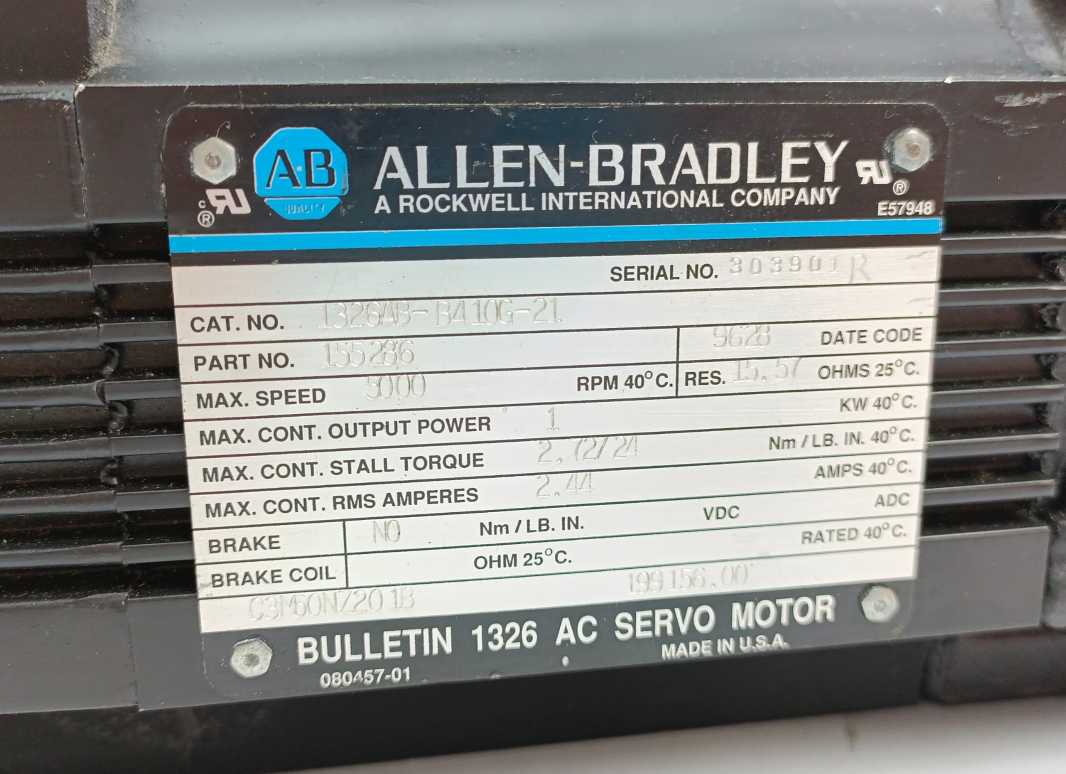 A·B
QUALITY
ALLEN-BRADLEY
A ROCKWELL INTERNATIONAL COMPANY
c RU ®
RU ®
E57948
SERIAL NO. 303901 R
CAT. NO. 1326AB-B410G-21
PART NO. 155286 9628 DATE CODE
MAX. SPEED 5000 RPM 40°C. RES. 15.57 OHMS 25°C.
MAX. CONT. OUTPUT POWER 1 KW 40°C.
MAX. CONT. STALL TORQUE 2.72/24 Nm / LB. IN. 40°C.
MAX. CONT. RMS AMPERES 2.44 AMPS 40°C.
BRAKE NO Nm / LB. IN. VDC ADC
BRAKE COIL OHM 25°C. RATED 40°C.
199156.00
BULLETIN 1326 AC SERVO MOTOR
080457-01 MADE IN U.S.A.